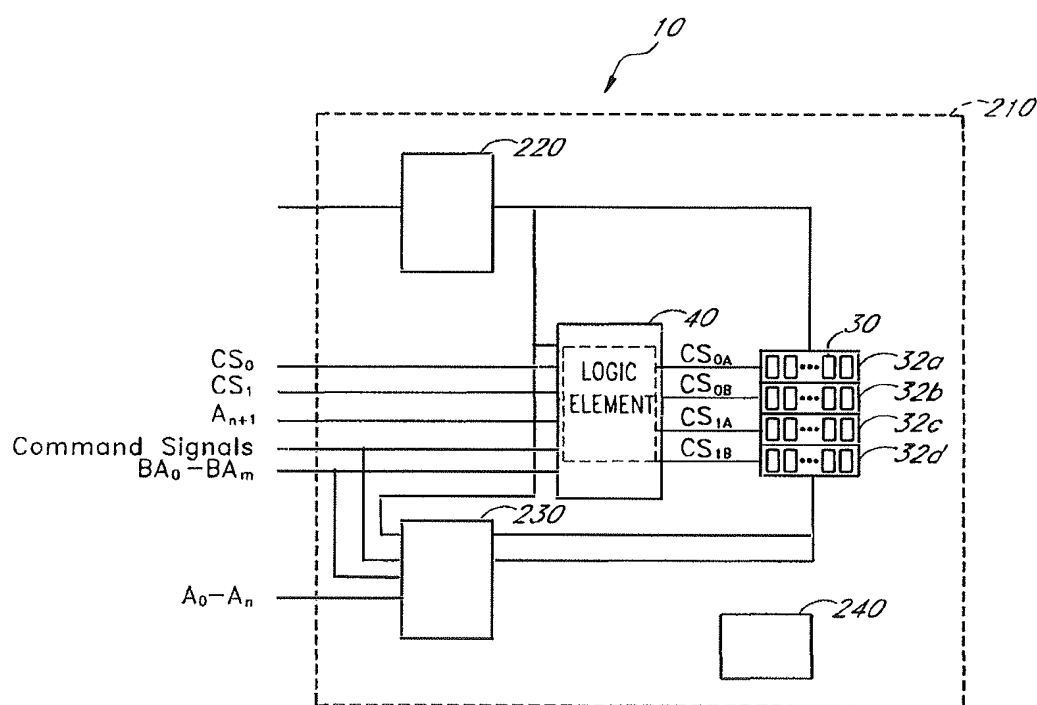 10
210
220
40
30
CS₀
CS₁
Aₙ₊₁
Command Signals
BA₀-BAₘ
LOGIC
ELEMENT
CS₀A
CS₀B
CS₁A
CS₁B
32a
32b
32c
32d
230
A₀-Aₙ
240